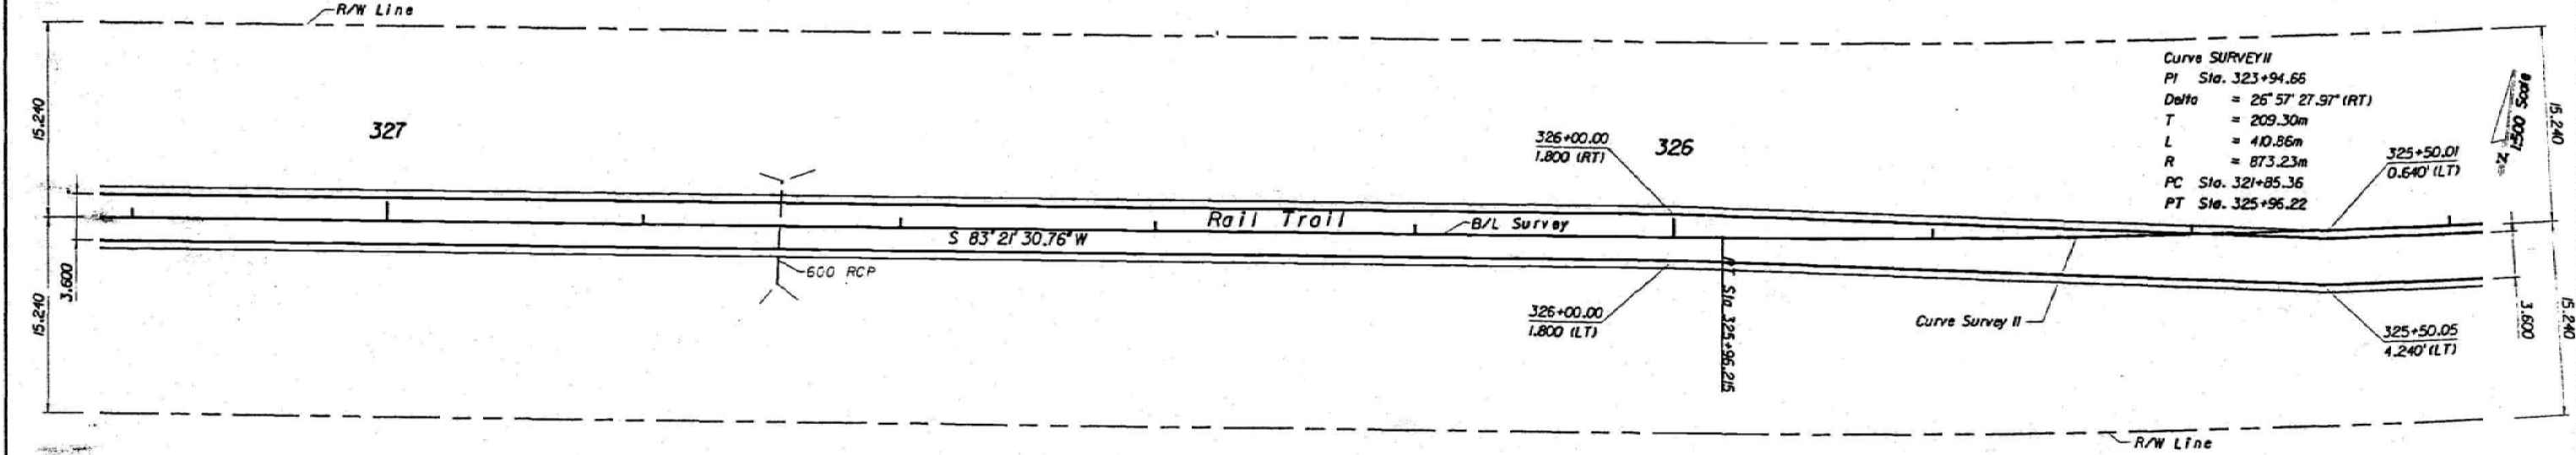 R/W Line
15.240
327
15.240
3.600
S 83°21'30.76"W
600 RCP
Rail Trail
B/L Survey
326+00.00
1.800 (RT)
326
326+00.00
1.800 (LT)
PT Sta. 325+96.215
Curve Survey II
Curve SURVEY11
PI Sta. 323+94.66
Delta = 26°57'27.97" (RT)
T = 209.30m
L = 410.86m
R = 873.23m
PC Sta. 321+85.36
PT Sta. 325+96.22
325+50.01
0.640' (LT)
325+50.05
4.240' (LT)
1:500 Scale
15.240
3.600
15.240
R/W Line